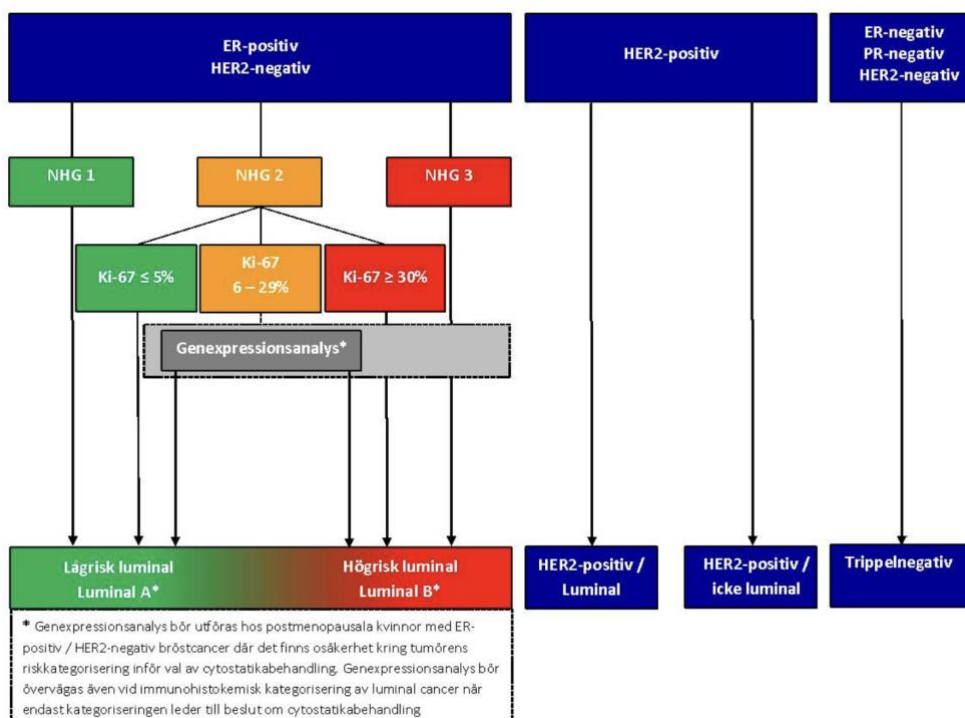 ER-positiv
HER2-negativ
HER2-positiv
ER-negativ
PR-negativ
HER2-negativ
NHG 1
NHG 2
NHG 3
Ki-67 ≤ 5%
Ki-67
6 – 29%
Ki-67 ≥ 30%
Genexpressionsanalys*
Lågrisk luminal
Luminal A*
Högrisk luminal
Luminal B*
HER2-positiv /
Luminal
HER2-positiv /
icke luminal
Trippelnegativ
* Genexpressionsanalys bör utföras hos postmenopausala kvinnor med ER-
positiv / HER2-negativ bröstcancer där det finns osäkerhet kring tumörens
riskkategorisering inför val av cytostatikabehandling. Genexpressionsanalys bör
övervägas även vid immunohistokemisk kategorisering av luminal cancer når
endast kategoriseringen leder till beslut om cytostatikabehandling